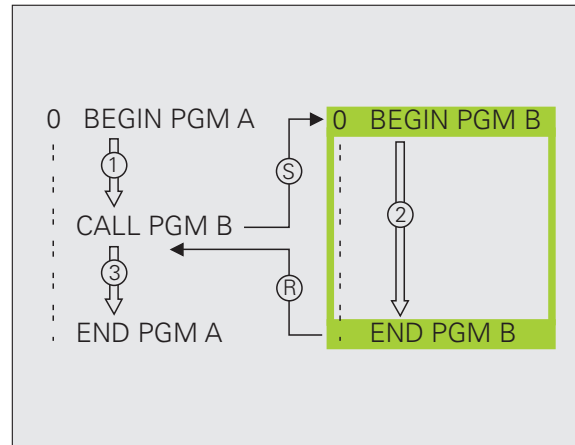 0 BEGIN PGM A
1
CALL PGM B
3
END PGM A
S
R
0 BEGIN PGM B
2
END PGM B